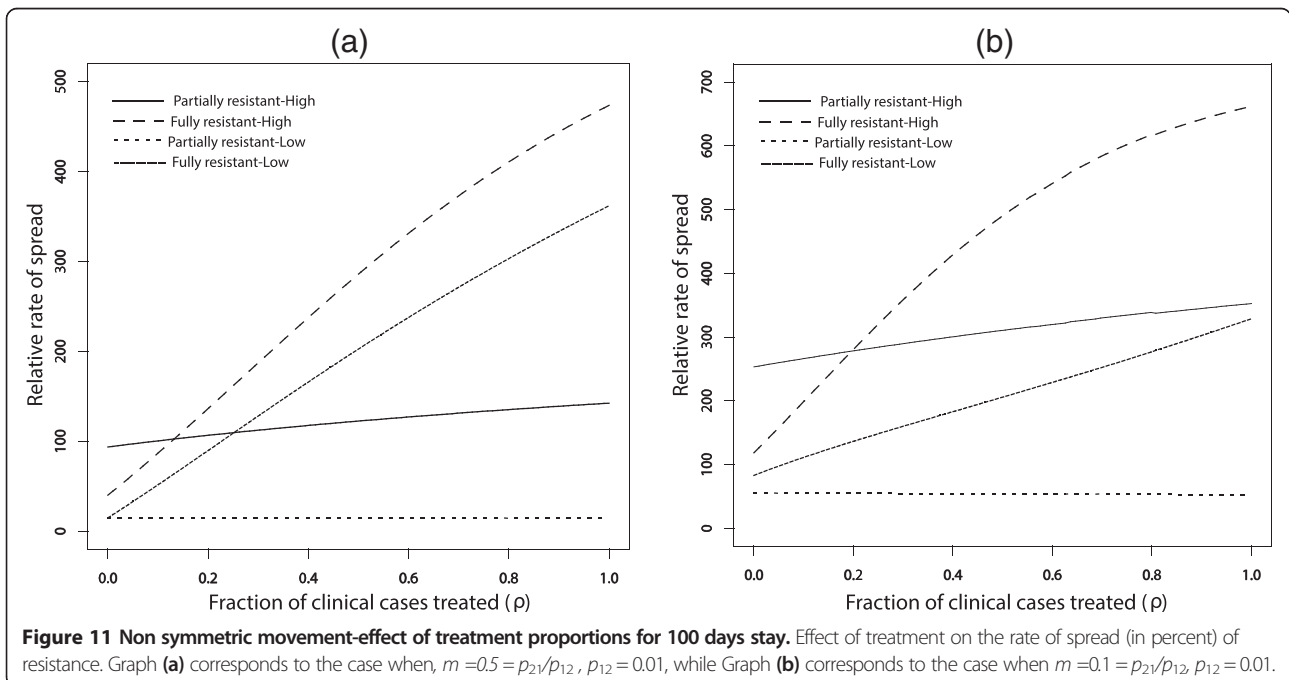 (a)
500
400
300
200
100
0
Relative rate of spread
Partially resistant-High
Fully resistant-High
Partially resistant-Low
Fully resistant-Low
0.0 0.2 0.4 0.6 0.8 1.0
Fraction of clinical cases treated (ρ)
(b)
700
600
500
400
300
200
100
0
Relative rate of spread
Partially resistant-High
Fully resistant-High
Partially resistant-Low
Fully resistant-Low
0.0 0.2 0.4 0.6 0.8 1.0
Fraction of clinical cases treated (ρ)
Figure 11 Non symmetric movement-effect of treatment proportions for 100 days stay. Effect of treatment on the rate of spread (in percent) of
resistance. Graph (a) corresponds to the case when, m =0.5 = p21/p12 , p12 = 0.01, while Graph (b) corresponds to the case when m =0.1 = p21/p12, p12 = 0.01.